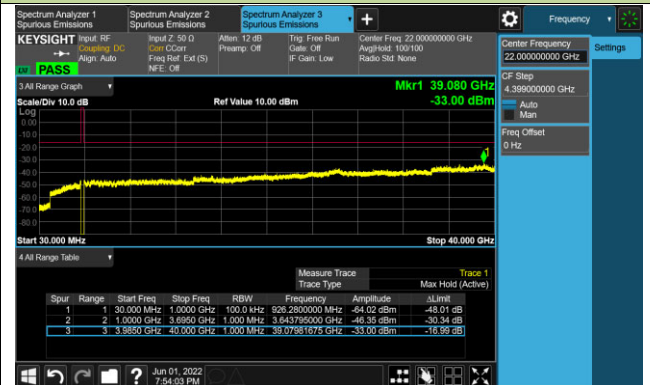 Spectrum Analyzer 1
Spurious Emissions
Spectrum Analyzer 2
Spurious Emissions
Spectrum Analyzer 3
Spurious Emissions
+
Frequency
KEYSIGHT
Input: RF
Coupling: DC
Align: Auto
Input Z: 50 Ω
Corr CCorr
Freq Ref: Ext (S)
NFE: Off
Atten: 12 dB
Preamp: Off
Trig: Free Run
Gate: Off
IF Gain: Low
Center Freq: 22.000000000 GHz
Avg|Hold: 100/100
Radio Std: None
PASS
Center Frequency
22.000000000 GHz
Settings
CF Step
4.399000000 GHz
Auto
Man
Freq Offset
0 Hz
3 All Range Graph
Mkr1 39.080 GHz
Scale/Div 10.0 dB
Ref Value 10.00 dBm
-33.00 dBm
Log
0.00
-10.0
-20.0
-30.0
-40.0
-50.0
-60.0
-70.0
-80.0
1
Start 30.000 MHz
Stop 40.000 GHz
4 All Range Table
Measure Trace Trace 1
Trace Type Max Hold (Active)
Spur Range Start Freq Stop Freq RBW Frequency Amplitude ΔLimit
1 1 30.000 MHz 1.0000 GHz 100.0 kHz 926.2800000 MHz -64.02 dBm -48.01 dB
2 2 1.0000 GHz 3.6950 GHz 1.000 MHz 3.643795000 GHz -46.35 dBm -30.34 dB
3 3 3.9850 GHz 40.000 GHz 1.000 MHz 39.07981675 GHz -33.00 dBm -16.99 dB
?
Jun 01, 2022
7:54:03 PM